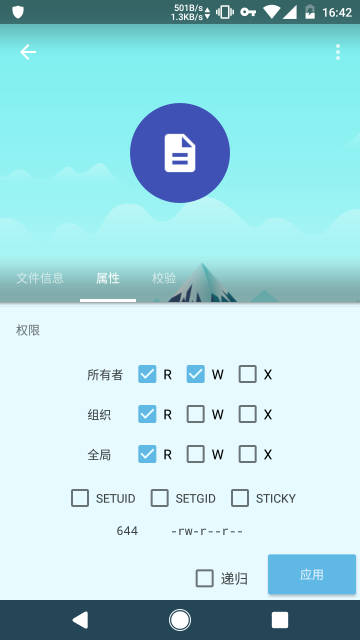 501B/s
1.3KB/s
16:42
文件信息 属性 校验
权限
所有者 R W X
组织 R W X
全局 R W X
SETUID SETGID STICKY
644 -rw-r--r--
递归 应用